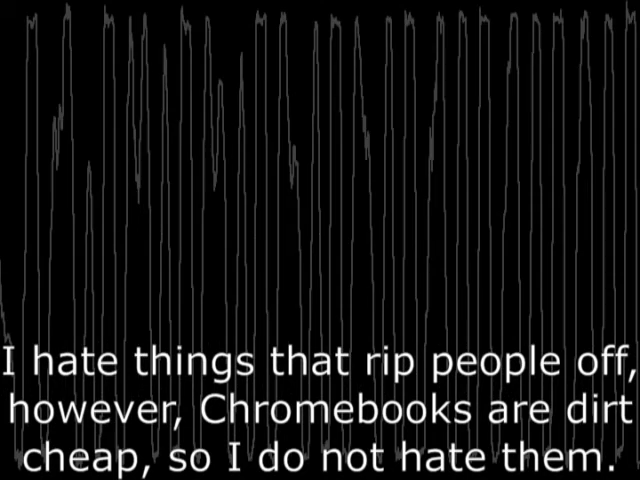 I hate things that rip people off,
however, Chromebooks are dirt
cheap, so I do not hate them.